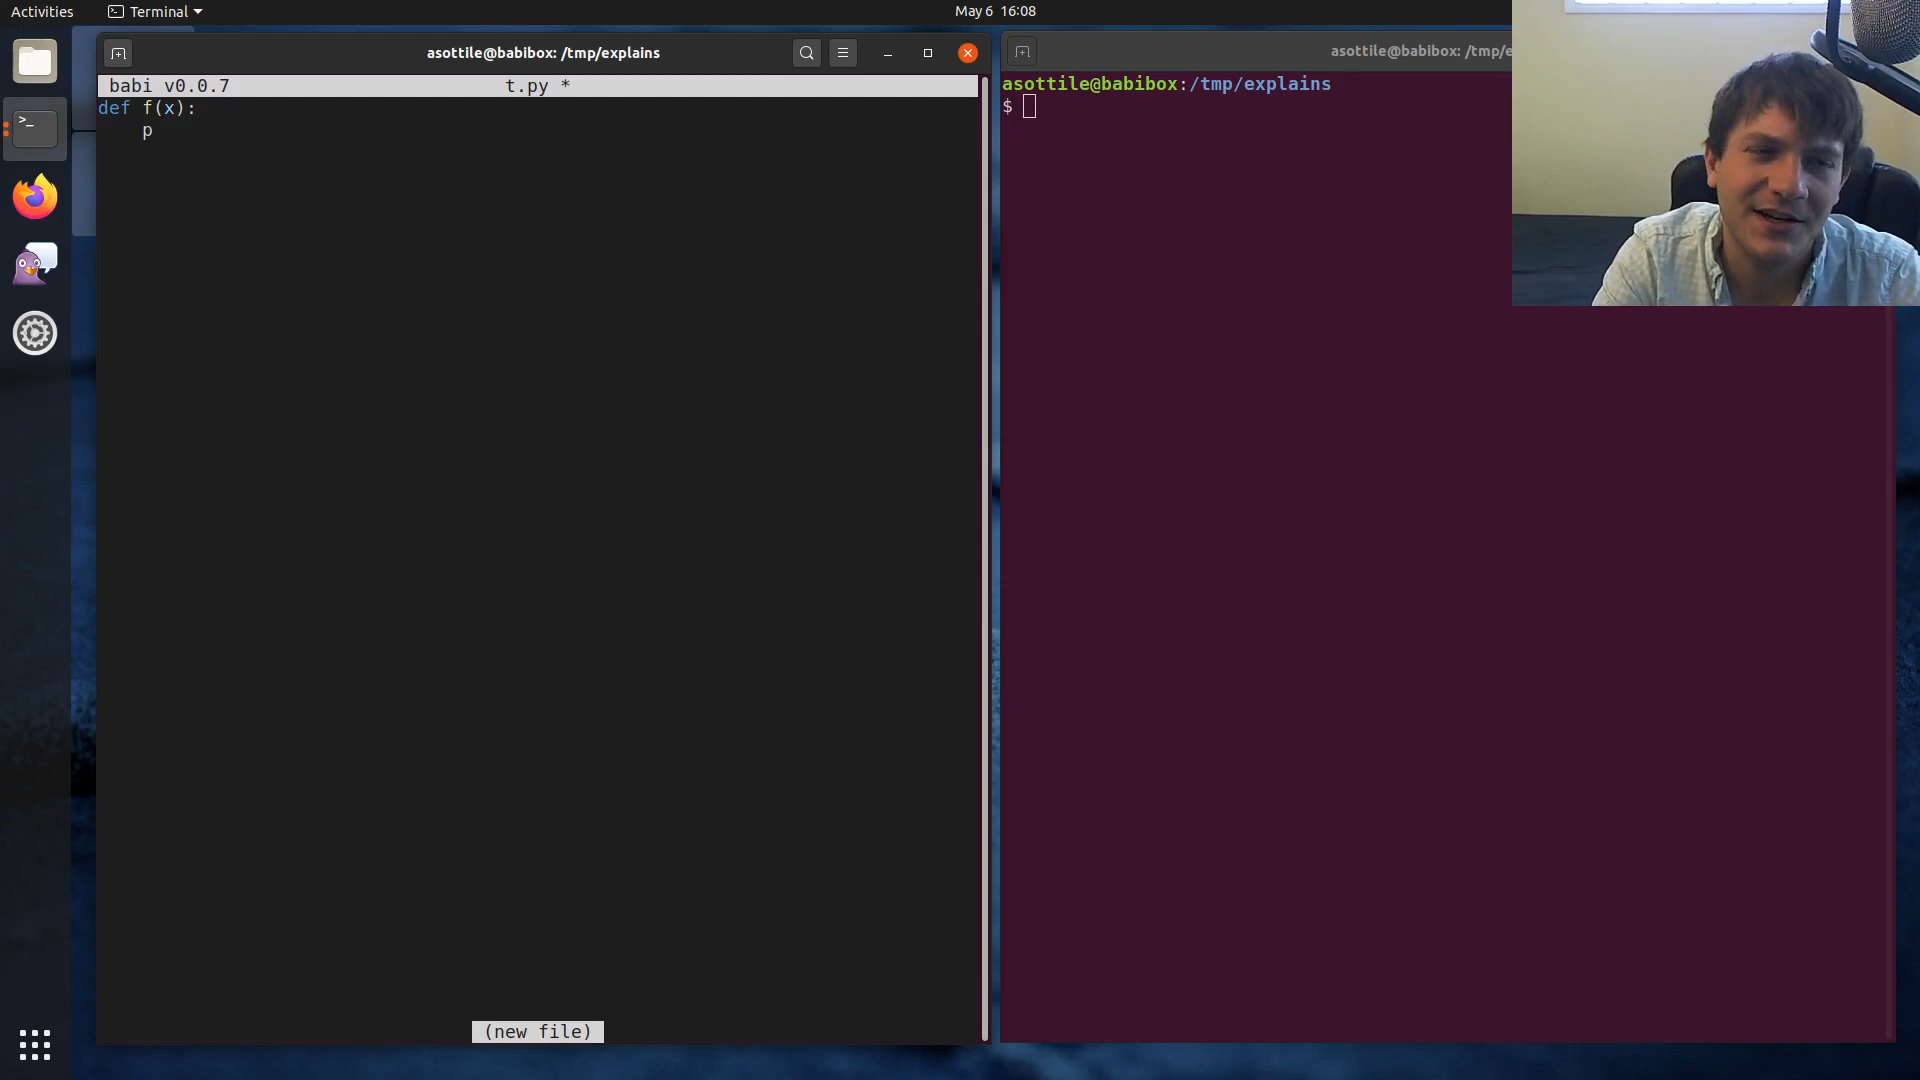 Activities
Terminal
May 6 16:08
asottile@babibox: /tmp/explains
babi v0.0.7
t.py *
def f(x):
    p
(new file)
asottile@babibox: /tmp/e
asottile@babibox:/tmp/explains
$